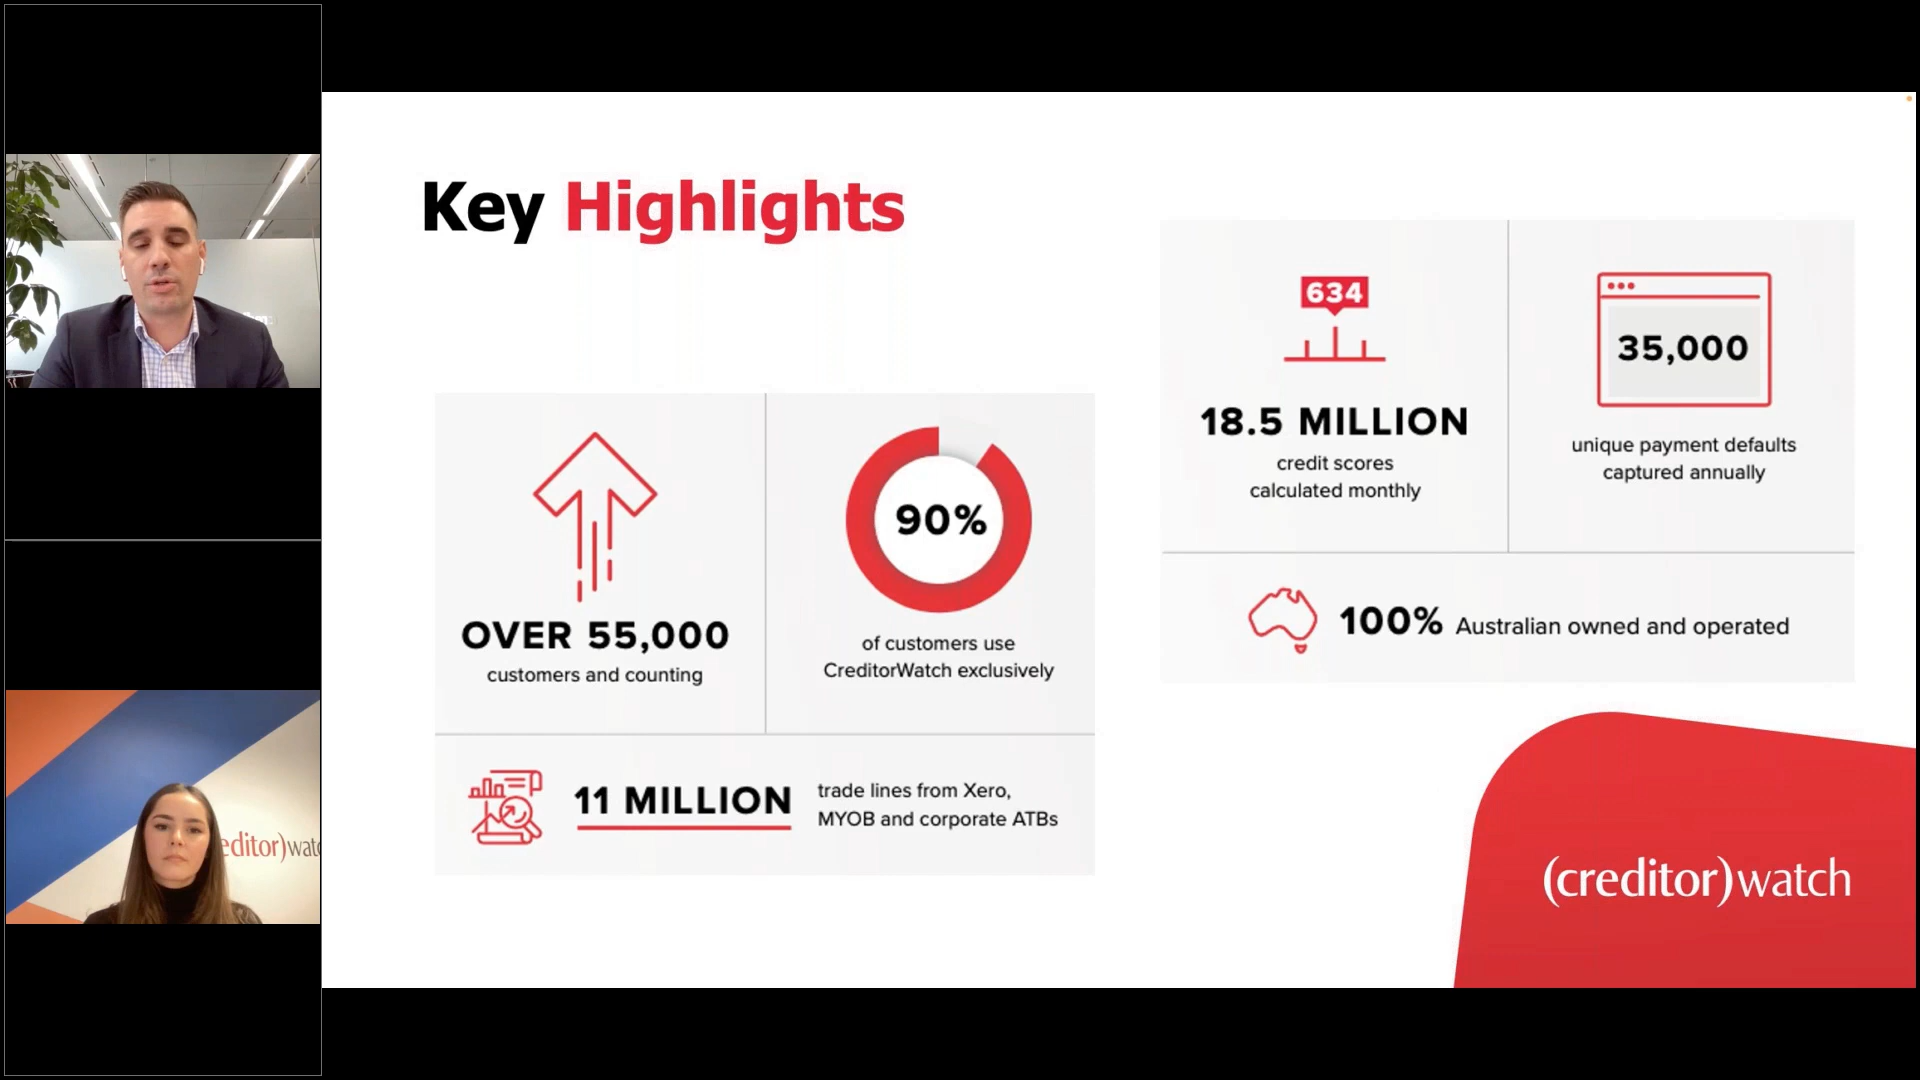 Key Highlights
OVER 55,000
customers and counting
90%
of customers use
CreditorWatch exclusively
11 MILLION
trade lines from Xero,
MYOB and corporate ATBs
634
18.5 MILLION
credit scores
calculated monthly
35,000
unique payment defaults
captured annually
100% Australian owned and operated
(creditor)watch
editor)watc